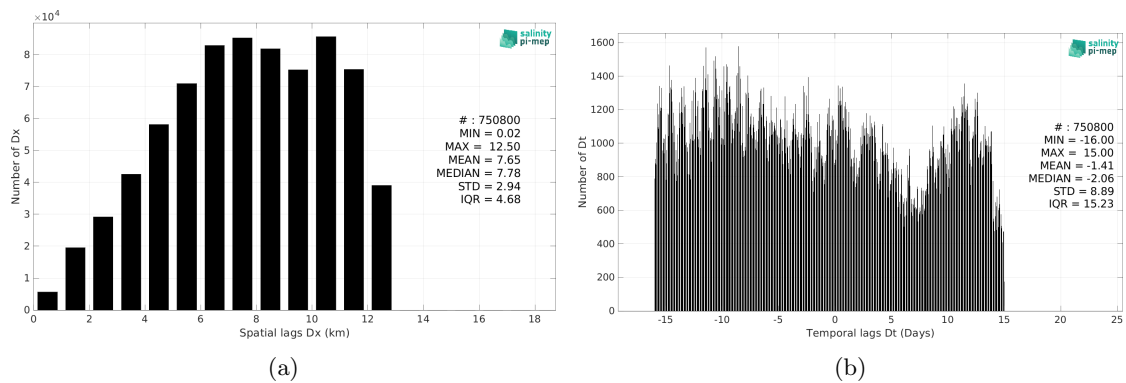 ×10⁴
9
8
7
6
5
4
3
2
1
0
Number of Dx
0 2 4 6 8 10 12 14 16 18
Spatial lags Dx (km)
salinity
pi-mep
# : 750800
MIN = 0.02
MAX = 12.50
MEAN = 7.65
MEDIAN = 7.78
STD = 2.94
IQR = 4.68
(a)
1600
1400
1200
1000
800
600
400
200
0
Number of Dt
-15 -10 -5 0 5 10 15 20 25
Temporal lags Dt (Days)
salinity
pi-mep
# : 750800
MIN = -16.00
MAX = 15.00
MEAN = -1.41
MEDIAN = -2.06
STD = 8.89
IQR = 15.23
(b)